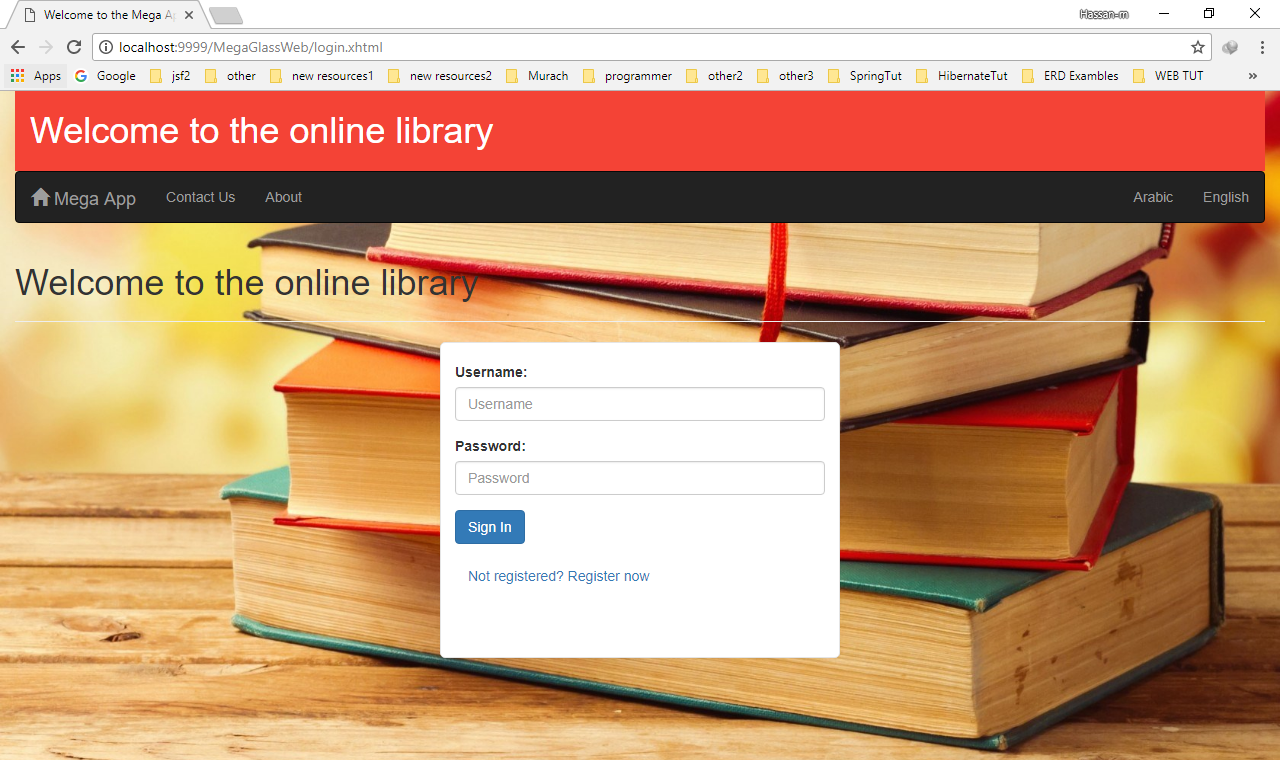 Welcome to the Mega A
Hassan-m
localhost:9999/MegaGlassWeb/login.xhtml
Apps Google jsf2 other new resources1 new resources2 Murach programmer other2 other3 SpringTut HibernateTut ERD Exambles WEB TUT »
Welcome to the online library
Mega App Contact Us About Arabic English
Welcome to the online library
Username:
Username
Password:
Password
Sign In
Not registered? Register now